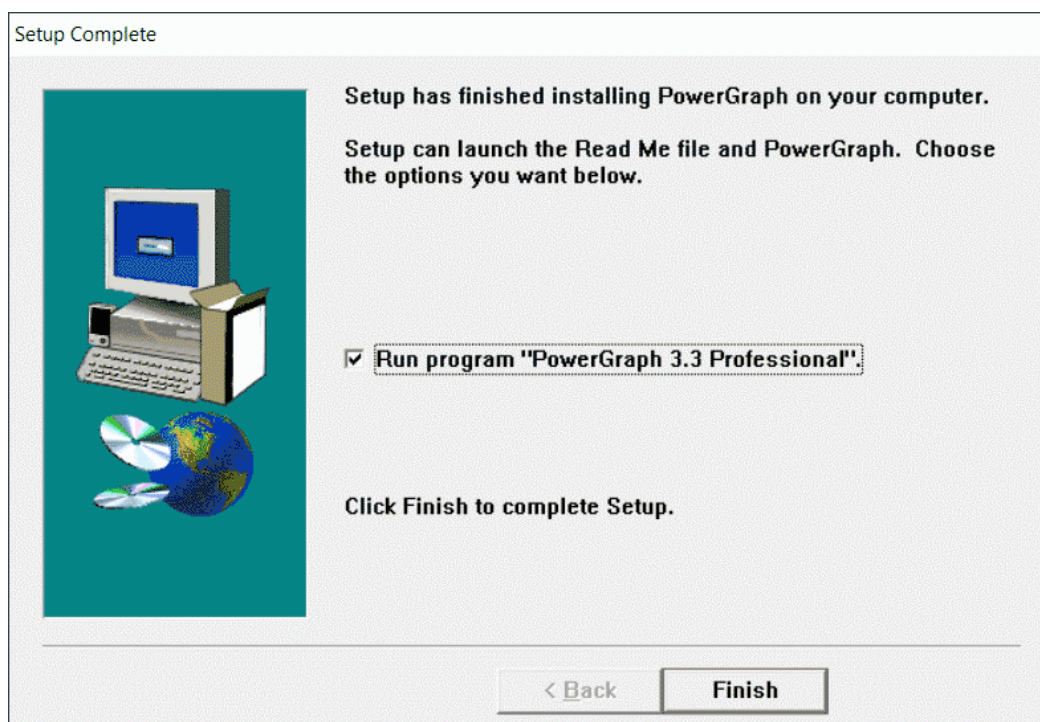 Setup Complete
Setup has finished installing PowerGraph on your computer.
Setup can launch the Read Me file and PowerGraph.  Choose
the options you want below.
Run program "PowerGraph 3.3 Professional".
Click Finish to complete Setup.
< Back
Finish